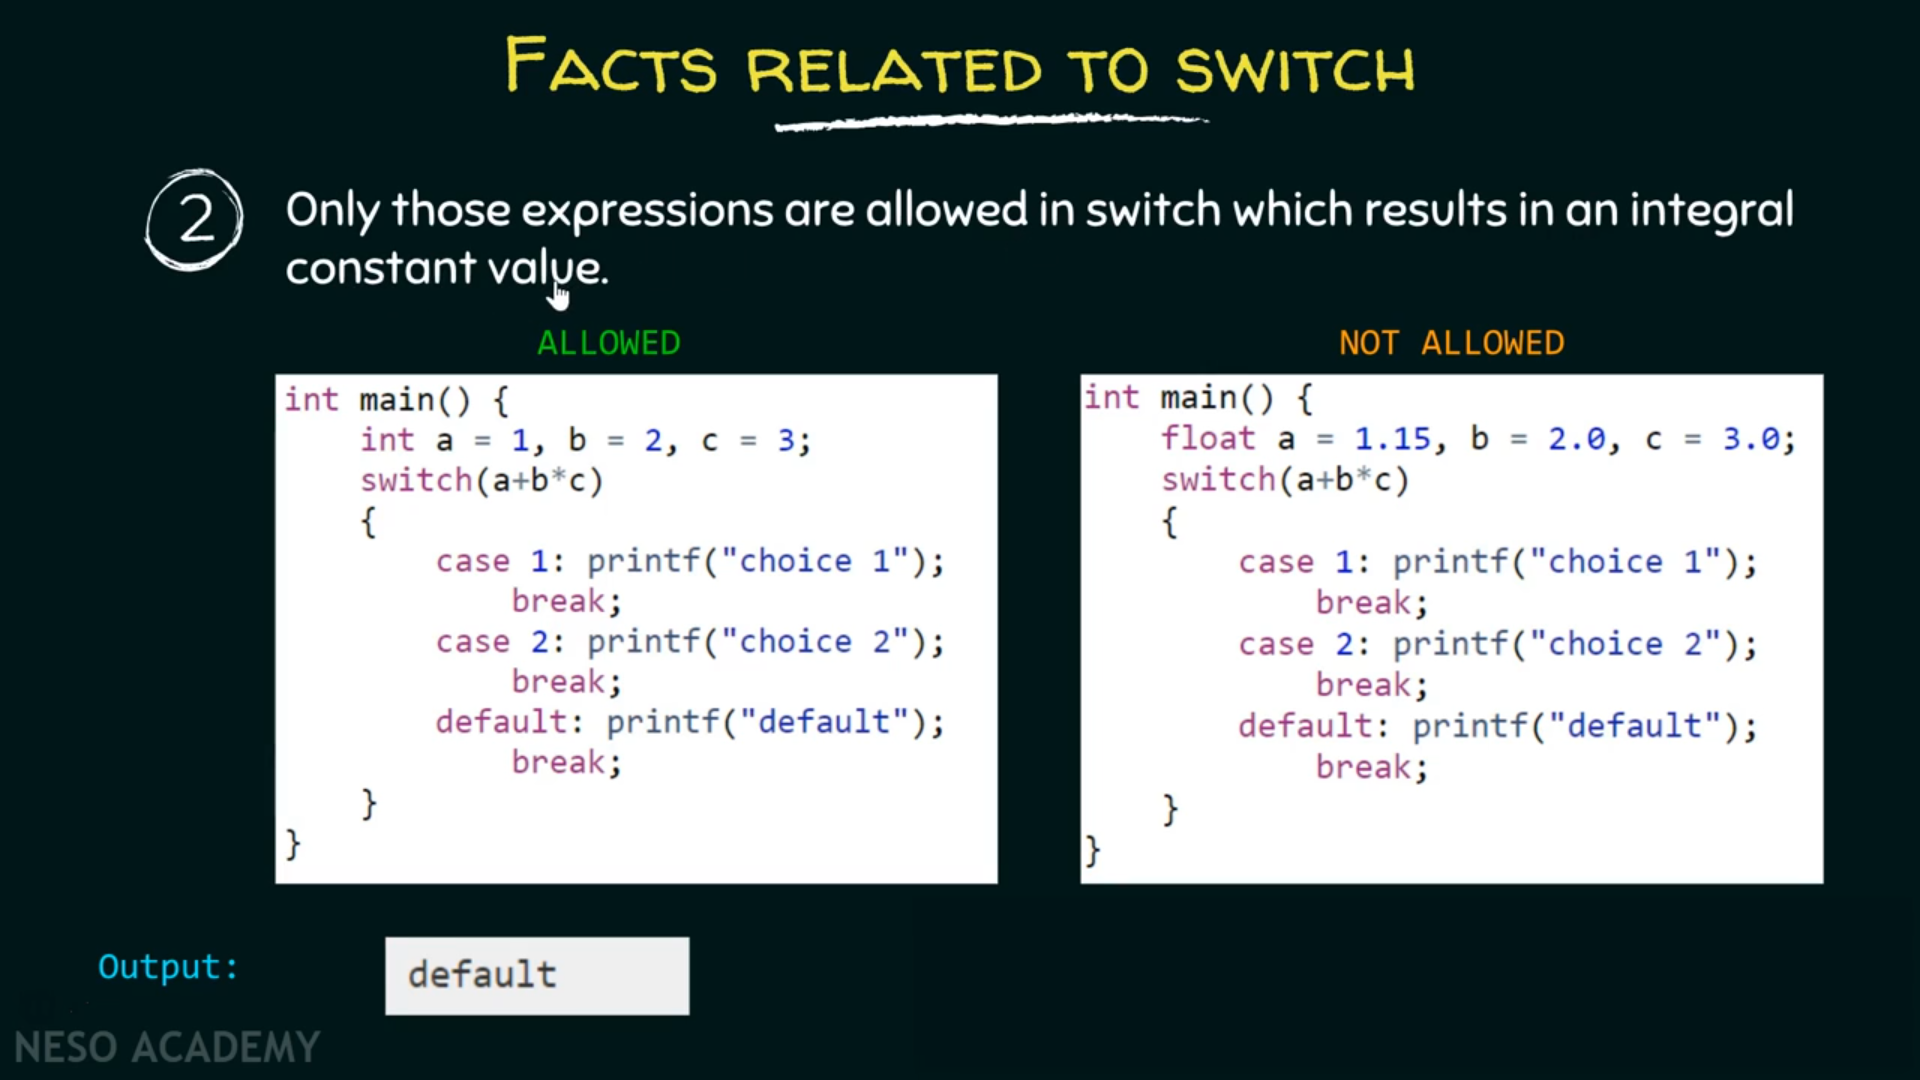 FACTS RELATED TO SWITCH
2
Only those expressions are allowed in switch which results in an integral
constant value.
ALLOWED
int main() {
    int a = 1, b = 2, c = 3;
    switch(a+b*c)
    {
        case 1: printf("choice 1");
            break;
        case 2: printf("choice 2");
            break;
        default: printf("default");
            break;
    }
}
NOT ALLOWED
int main() {
    float a = 1.15, b = 2.0, c = 3.0;
    switch(a+b*c)
    {
        case 1: printf("choice 1");
            break;
        case 2: printf("choice 2");
            break;
        default: printf("default");
            break;
    }
}
Output:
default
NESO ACADEMY